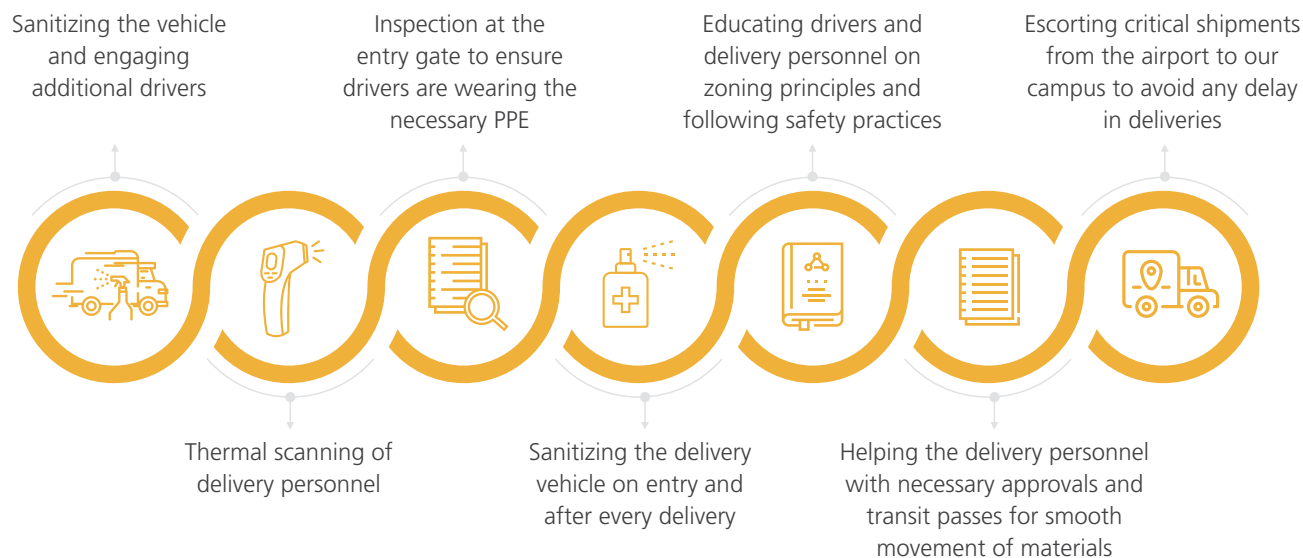 Sanitizing the vehicle
and engaging
additional drivers
Thermal scanning of
delivery personnel
Inspection at the
entry gate to ensure
drivers are wearing the
necessary PPE
Sanitizing the delivery
vehicle on entry and
after every delivery
Educating drivers and
delivery personnel on
zoning principles and
following safety practices
Helping the delivery personnel
with necessary approvals and
transit passes for smooth
movement of materials
Escorting critical shipments
from the airport to our
campus to avoid any delay
in deliveries